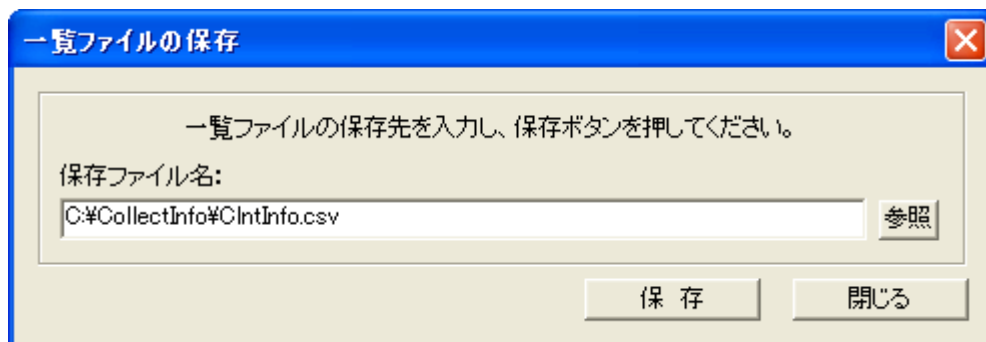 一覧ファイルの保存
一覧ファイルの保存先を入力し、保存ボタンを押してください。
保存ファイル名:
C:¥CollectInfo¥ClntInfo.csv
参照
保 存
閉じる